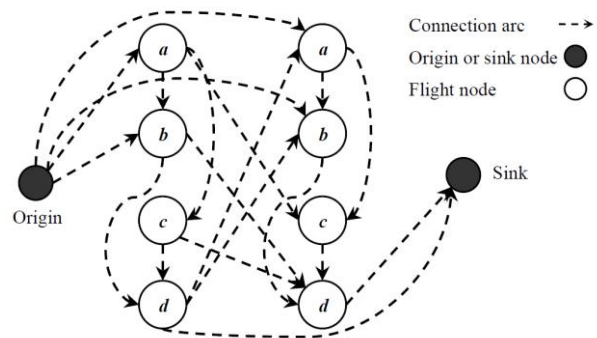 Connection arc
Origin or sink node
Flight node
a a
b b
Origin
Sink
c c
d d